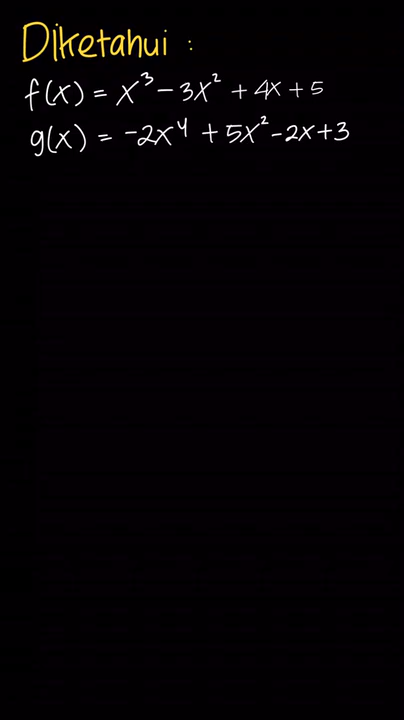 Diketahui :
f(x) = x³ - 3x² + 4x + 5
g(x) = -2x⁴ + 5x² - 2x + 3